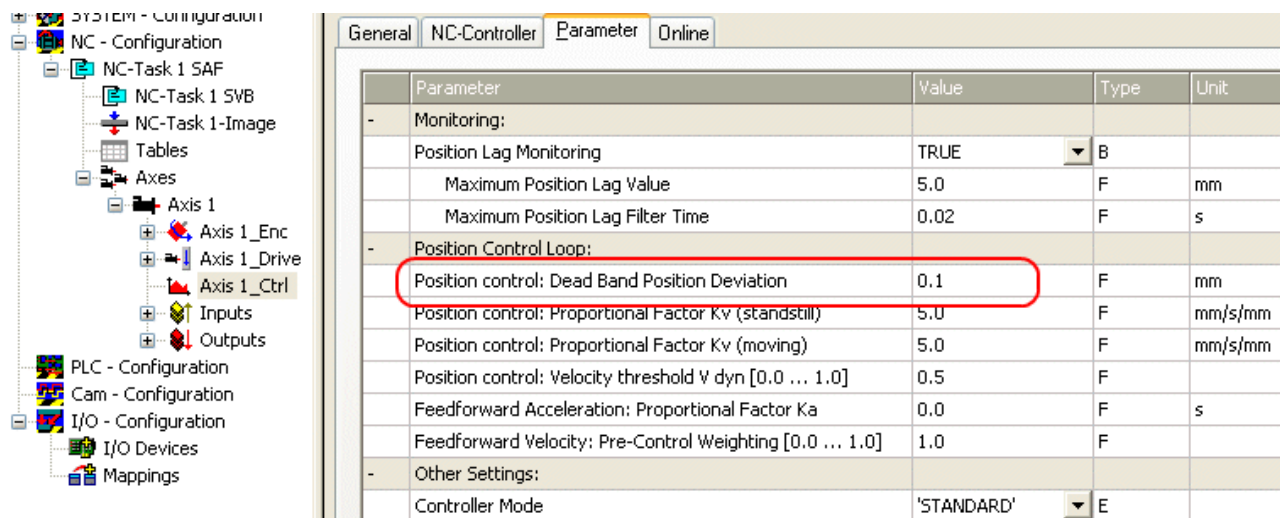 SYSTEM - Configuration
NC - Configuration
NC-Task 1 SAF
NC-Task 1 SVB
NC-Task 1-Image
Tables
Axes
Axis 1
Axis 1_Enc
Axis 1_Drive
Axis 1_Ctrl
Inputs
Outputs
PLC - Configuration
Cam - Configuration
I/O - Configuration
I/O Devices
Mappings
General NC-Controller Parameter Online
Parameter Value Type Unit
- Monitoring:
Position Lag Monitoring TRUE B
Maximum Position Lag Value 5.0 F mm
Maximum Position Lag Filter Time 0.02 F s
- Position Control Loop:
Position control: Dead Band Position Deviation 0.1 F mm
Position control: Proportional Factor Kv (standstill) 5.0 F mm/s/mm
Position control: Proportional Factor Kv (moving) 5.0 F mm/s/mm
Position control: Velocity threshold V dyn [0.0 ... 1.0] 0.5 F
Feedforward Acceleration: Proportional Factor Ka 0.0 F s
Feedforward Velocity: Pre-Control Weighting [0.0 ... 1.0] 1.0 F
- Other Settings:
Controller Mode 'STANDARD' E